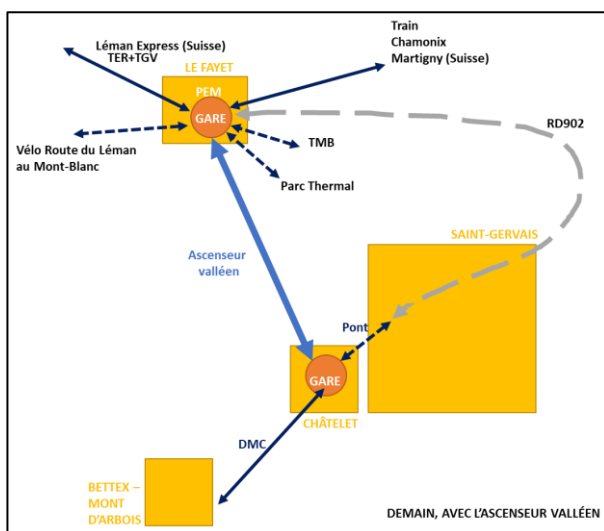 Léman Express (Suisse)
TER+TGV
Train
Chamonix
Martigny (Suisse)
LE FAYET
PEM
GARE
RD902
Vélo Route du Léman
au Mont-Blanc
TMB
Parc Thermal
SAINT-GERVAIS
Ascenseur
valléen
Pont
GARE
CHÂTELET
DMC
BETTEX –
MONT
D'ARBOIS
DEMAIN, AVEC L'ASCENSEUR VALLÉEN